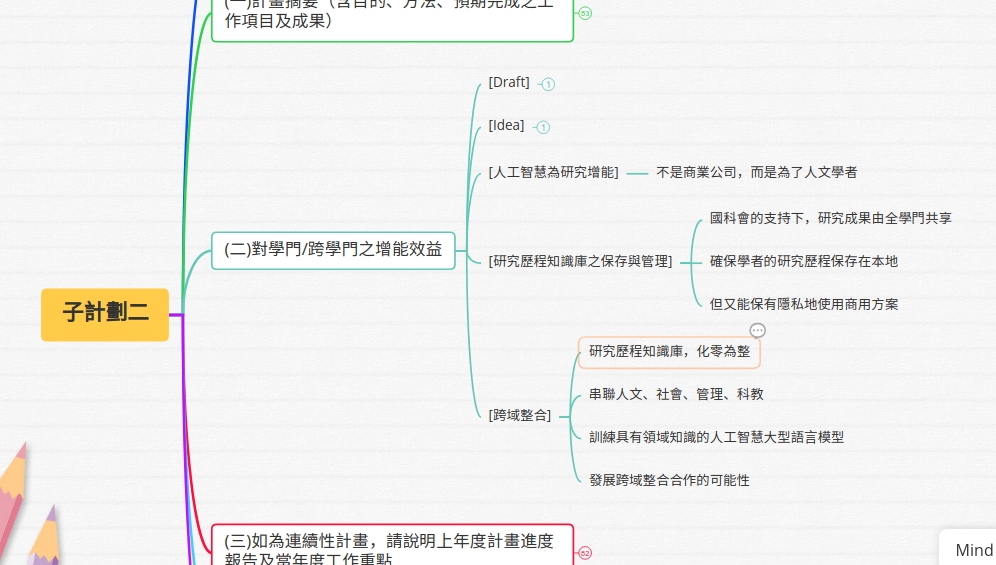 (一)計畫摘要（含目的、方法、預期完成之工
作項目及成果）
53
[Draft]
1
[Idea]
1
[人工智慧為研究增能]
不是商業公司，而是為了人文學者
(二)對學門/跨學門之增能效益
國科會的支持下，研究成果由全學門共享
[研究歷程知識庫之保存與管理]
確保學者的研究歷程保存在本地
但又能保有隱私地使用商用方案
子計劃二
研究歷程知識庫，化零為整
串聯人文、社會、管理、科教
[跨域整合]
訓練具有領域知識的人工智慧大型語言模型
發展跨域整合合作的可能性
(三)如為連續性計畫，請說明上年度計畫進度
報告及當年度工作重點
52
Mind